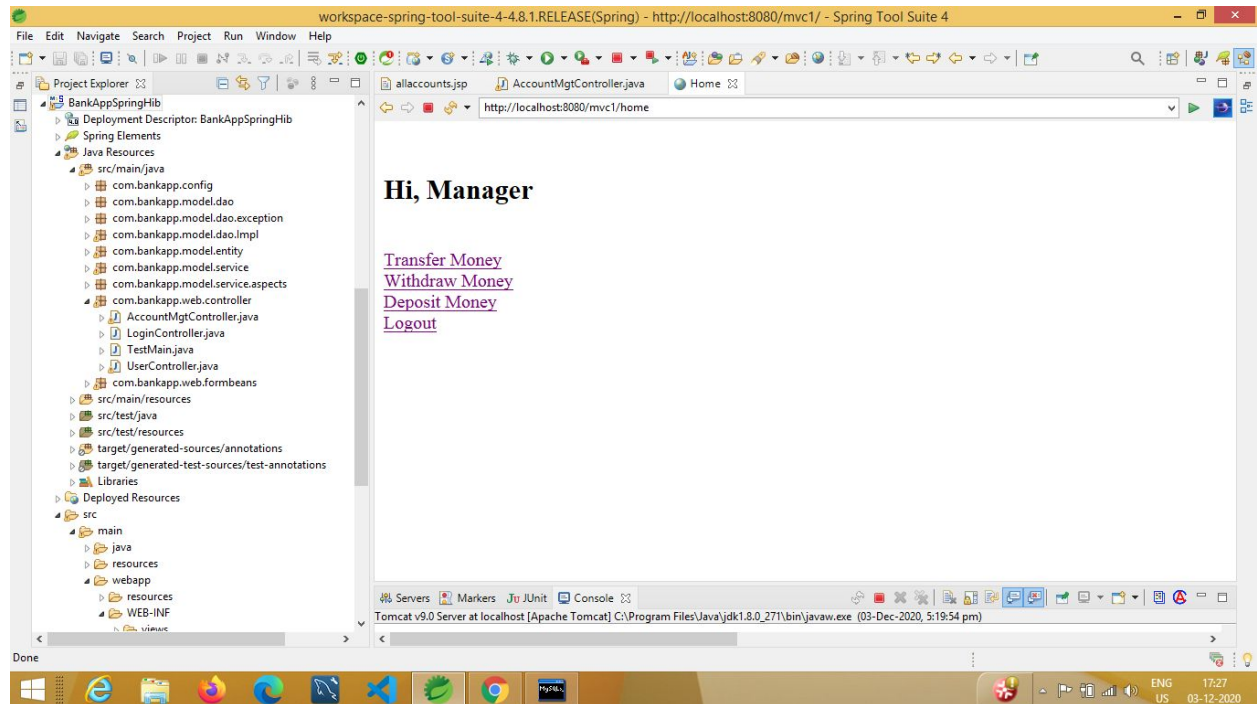 workspace-spring-tool-suite-4-4.8.1.RELEASE(Spring) - http://localhost:8080/mvc1/ - Spring Tool Suite 4
File Edit Navigate Search Project Run Window Help
Project Explorer
BankAppSpringHib
Deployment Descriptor: BankAppSpringHib
Spring Elements
Java Resources
src/main/java
com.bankapp.config
com.bankapp.model.dao
com.bankapp.model.dao.exception
com.bankapp.model.dao.Impl
com.bankapp.model.entity
com.bankapp.model.service
com.bankapp.model.service.aspects
com.bankapp.web.controller
AccountMgtController.java
LoginController.java
TestMain.java
UserController.java
com.bankapp.web.formbeans
src/main/resources
src/test/java
src/test/resources
target/generated-sources/annotations
target/generated-test-sources/test-annotations
Libraries
Deployed Resources
src
main
java
resources
webapp
resources
WEB-INF
views
allaccounts.jsp AccountMgtController.java Home
http://localhost:8080/mvc1/home
Hi, Manager
Transfer Money
Withdraw Money
Deposit Money
Logout
Servers Markers JUnit Console
Tomcat v9.0 Server at localhost [Apache Tomcat] C:\Program Files\Java\jdk1.8.0_271\bin\javaw.exe (03-Dec-2020, 5:19:54 pm)
Done
ENG 17:27
US 03-12-2020